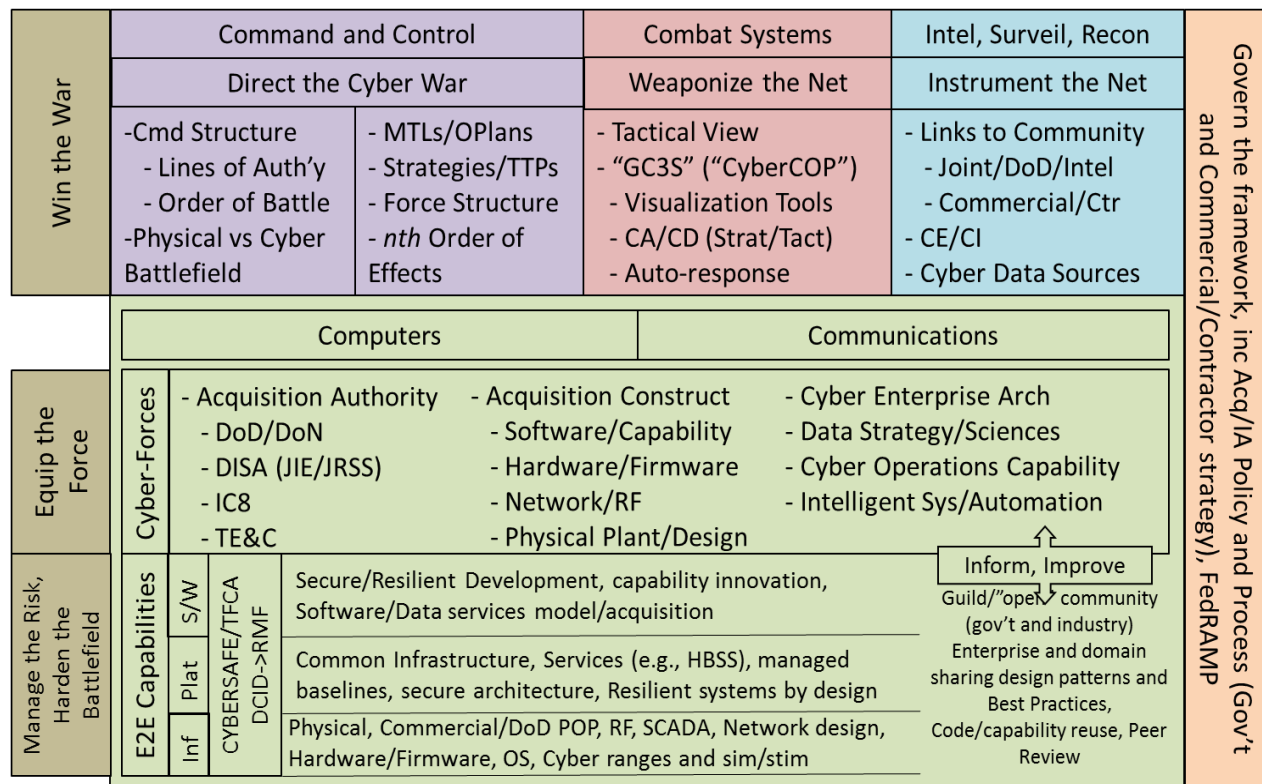 Win the War
Command and Control
Direct the Cyber War
-Cmd Structure
- Lines of Auth'y
- Order of Battle
-Physical vs Cyber
Battlefield
- MTLs/OPlans
- Strategies/TTPs
- Force Structure
- nth Order of
Effects
Combat Systems
Weaponize the Net
- Tactical View
- “GC3S” (“CyberCOP”)
- Visualization Tools
- CA/CD (Strat/Tact)
- Auto-response
Intel, Surveil, Recon
Instrument the Net
- Links to Community
- Joint/DoD/Intel
- Commercial/Ctr
- CE/CI
- Cyber Data Sources
Govern the framework, inc Acq/IA Policy and Process (Gov’t
and Commercial/Contractor strategy), FedRAMP
Computers
Communications
Equip the
Force
Cyber-Forces
- Acquisition Authority
- DoD/DoN
- DISA (JIE/JRSS)
- IC8
- TE&C
- Acquisition Construct
- Software/Capability
- Hardware/Firmware
- Network/RF
- Physical Plant/Design
- Cyber Enterprise Arch
- Data Strategy/Sciences
- Cyber Operations Capability
- Intelligent Sys/Automation
Manage the Risk,
Harden the
Battlefield
E2E Capabilities
S/W
Plat
Inf
CYBERSAFE/TFCA
DCID->RMF
Secure/Resilient Development, capability innovation,
Software/Data services model/acquisition
Common Infrastructure, Services (e.g., HBSS), managed
baselines, secure architecture, Resilient systems by design
Physical, Commercial/DoD POP, RF, SCADA, Network design,
Hardware/Firmware, OS, Cyber ranges and sim/stim
Inform, Improve
Guild/”open” community
(gov’t and industry)
Enterprise and domain
sharing design patterns and
Best Practices,
Code/capability reuse, Peer
Review